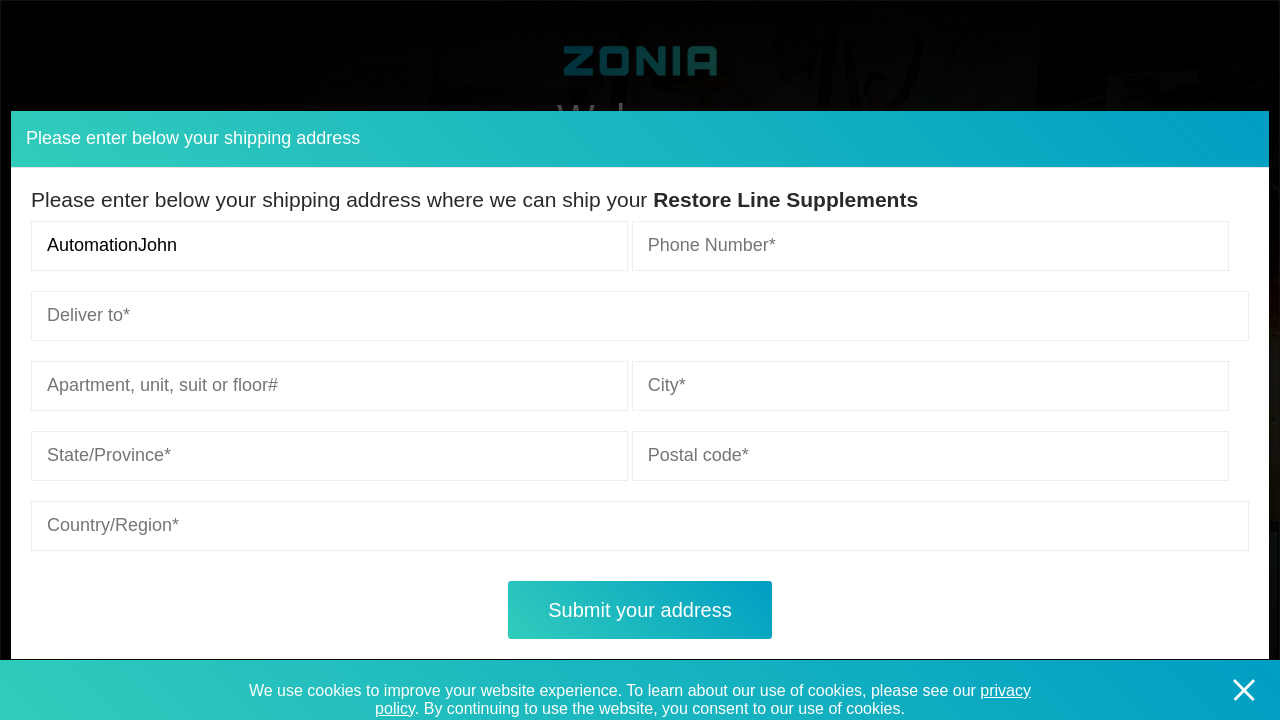 ZONIA
Please enter below your shipping address
Please enter below your shipping address where we can ship your Restore Line Supplements
AutomationJohn
Phone Number*
Deliver to*
Apartment, unit, suit or floor#
City*
State/Province*
Postal code*
Country/Region*
Submit your address
We use cookies to improve your website experience. To learn about our use of cookies, please see our privacy
policy. By continuing to use the website, you consent to our use of cookies.